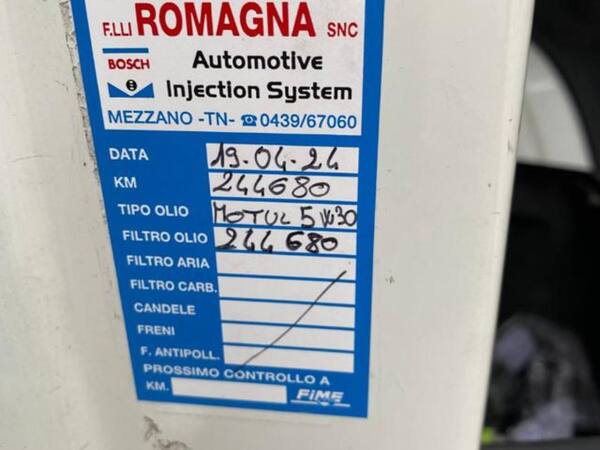 F.LLI ROMAGNA SNC
BOSCH
Automotive
Injection System
MEZZANO -TN- ☎ 0439/67060
DATA 19.04.24
KM 244680
TIPO OLIO MOTUL 5W30
FILTRO OLIO 244680
FILTRO ARIA
FILTRO CARB.
CANDELE
FRENI
F. ANTIPOLL.
PROSSIMO CONTROLLO A
KM.
FIME